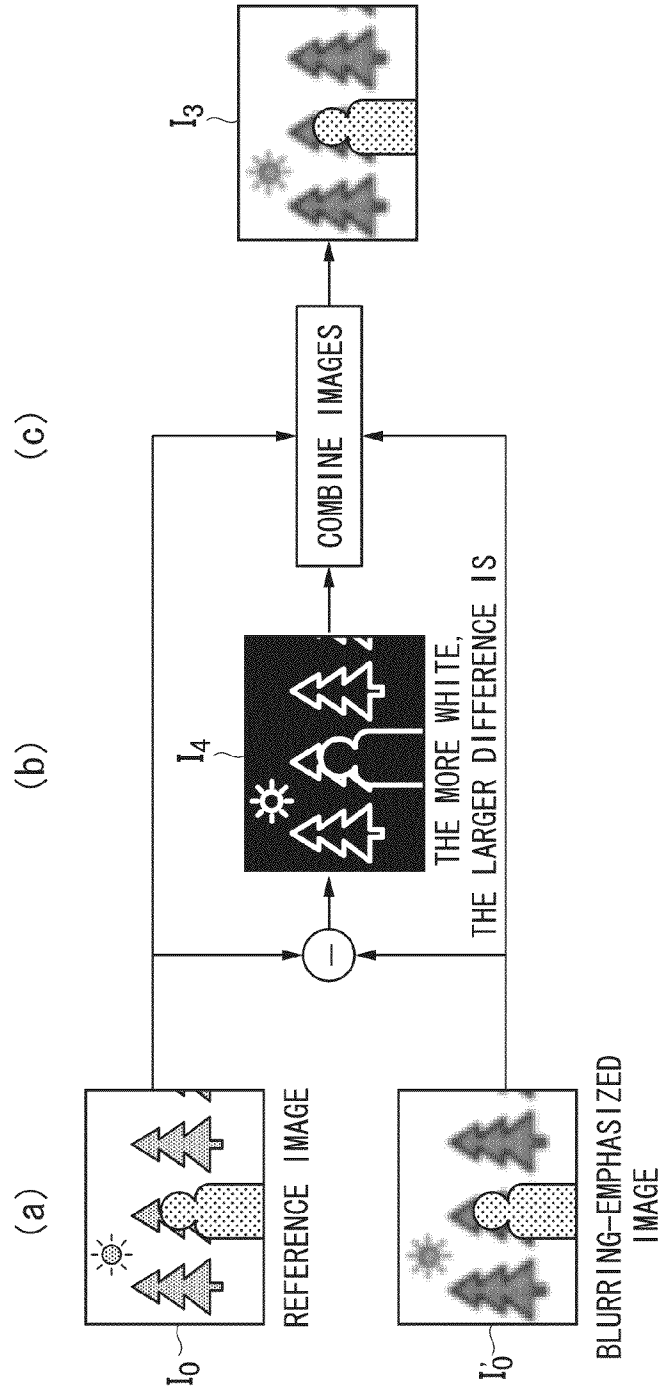 (a)
(b)
(c)
I0
REFERENCE IMAGE
I0'
BLURRING-EMPHASIZED
IMAGE
−
I4
THE MORE WHITE,
THE LARGER DIFFERENCE IS
COMBINE IMAGES
I3